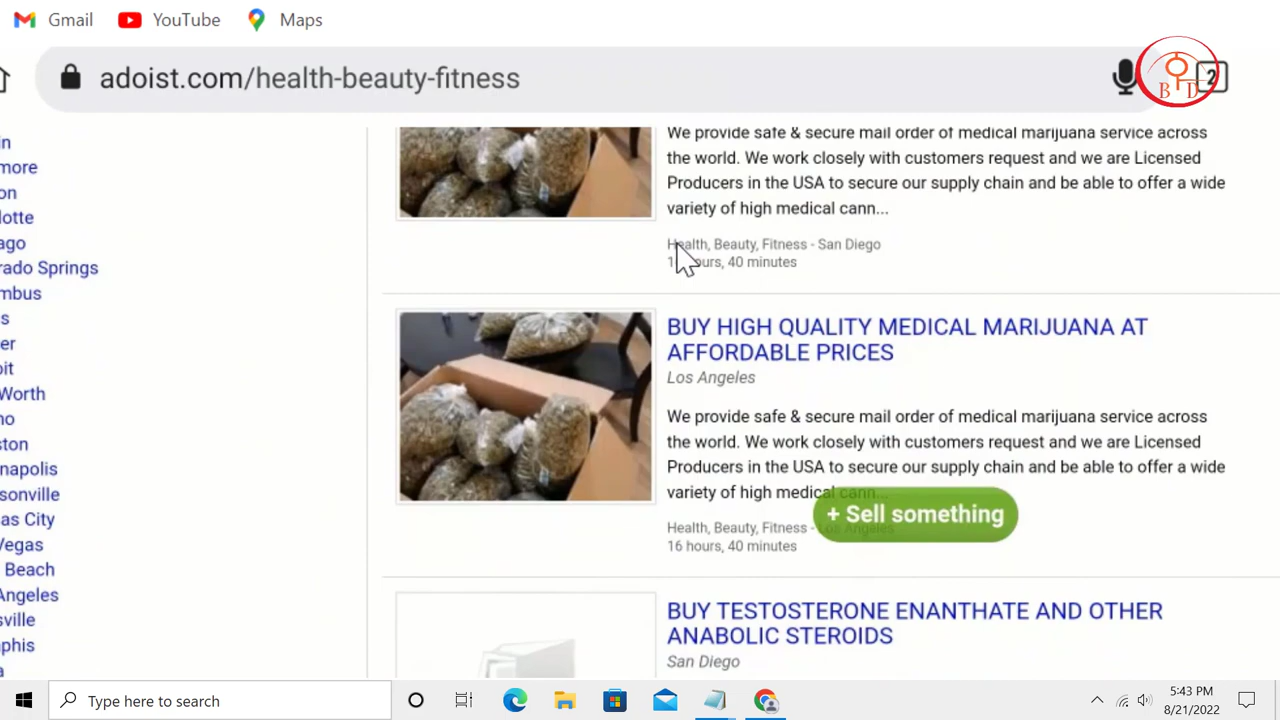 Gmail
YouTube
Maps
adoist.com/health-beauty-fitness
2
B D
in
more
on
lotte
ago
rado Springs
mbus
s
er
oit
Worth
no
ston
napolis
sonville
as City
Vegas
Beach
Angeles
sville
phis
a
We provide safe & secure mail order of medical marijuana service across
the world. We work closely with customers request and we are Licensed
Producers in the USA to secure our supply chain and be able to offer a wide
variety of high medical cann...
Health, Beauty, Fitness - San Diego
hours, 40 minutes
BUY HIGH QUALITY MEDICAL MARIJUANA AT
AFFORDABLE PRICES
Los Angeles
We provide safe & secure mail order of medical marijuana service across
the world. We work closely with customers request and we are Licensed
Producers in the USA to secure our supply chain and be able to offer a wide
variety of high medical cann...
+ Sell something
Health, Beauty, Fitness - Los Angeles
16 hours, 40 minutes
BUY TESTOSTERONE ENANTHATE AND OTHER
ANABOLIC STEROIDS
San Diego
Type here to search
5:43 PM
8/21/2022